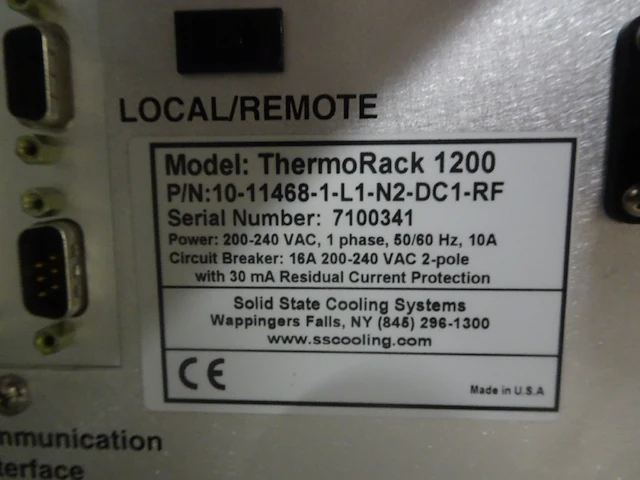 LOCAL/REMOTE
Model: ThermoRack 1200
P/N:10-11468-1-L1-N2-DC1-RF
Serial Number: 7100341
Power: 200-240 VAC, 1 phase, 50/60 Hz, 10A
Circuit Breaker: 16A 200-240 VAC 2-pole
with 30 mA Residual Current Protection
Solid State Cooling Systems
Wappingers Falls, NY (845) 296-1300
www.sscooling.com
CE
Made in U.S.A
mmunication
terface